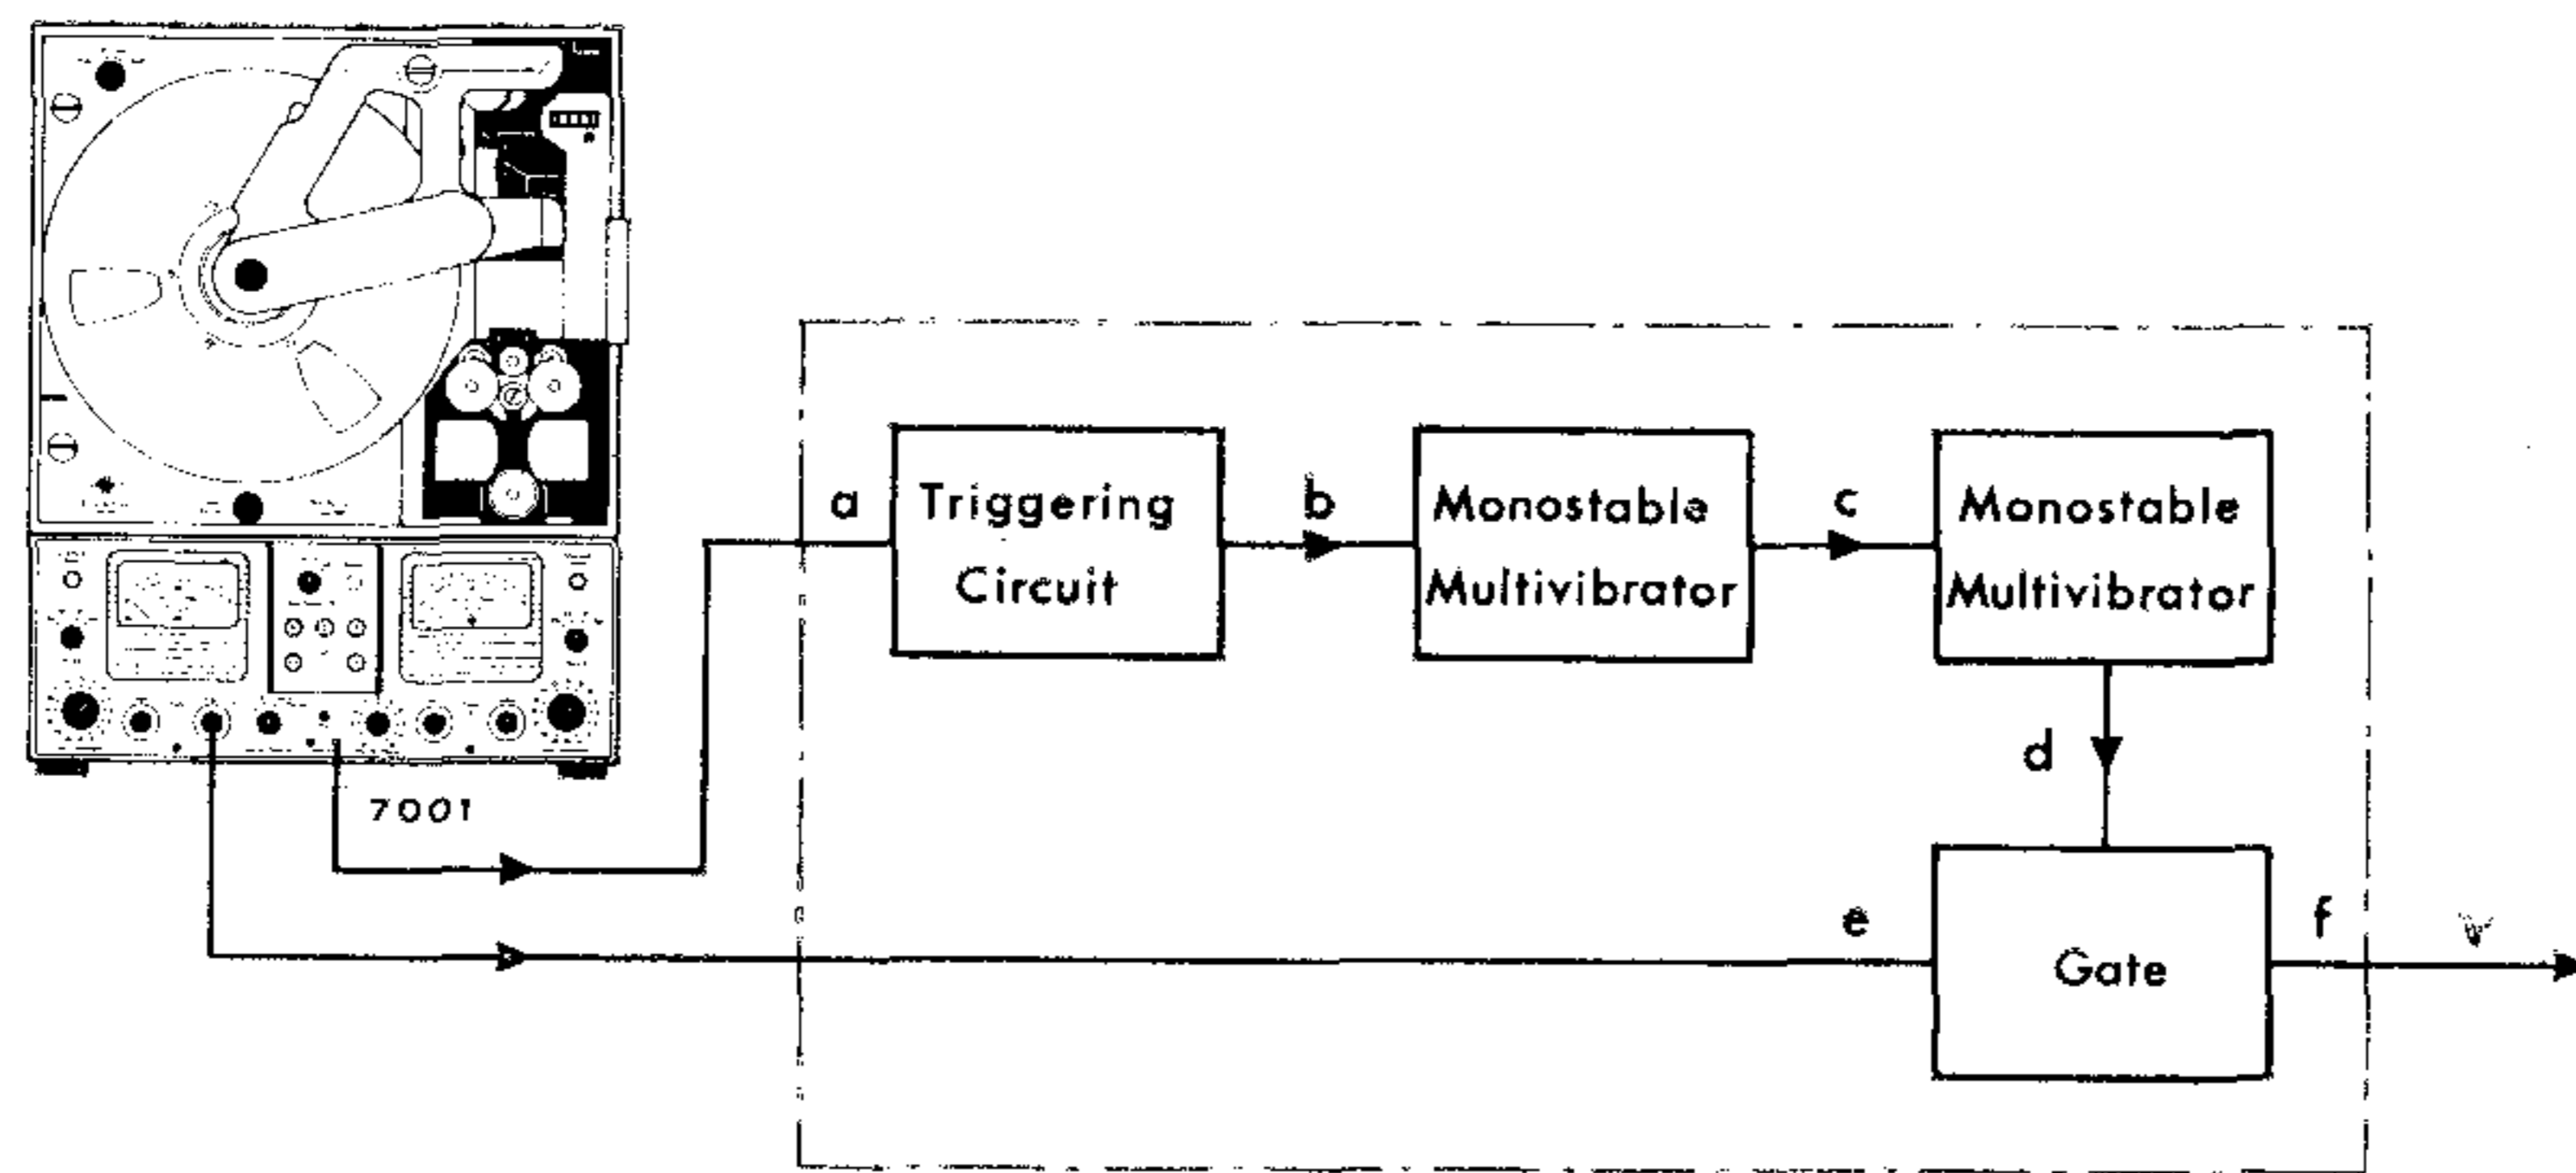 a
Triggering
Circuit
b
Monostable
Multivibrator
c
Monostable
Multivibrator
d
7001
e
Gate
f